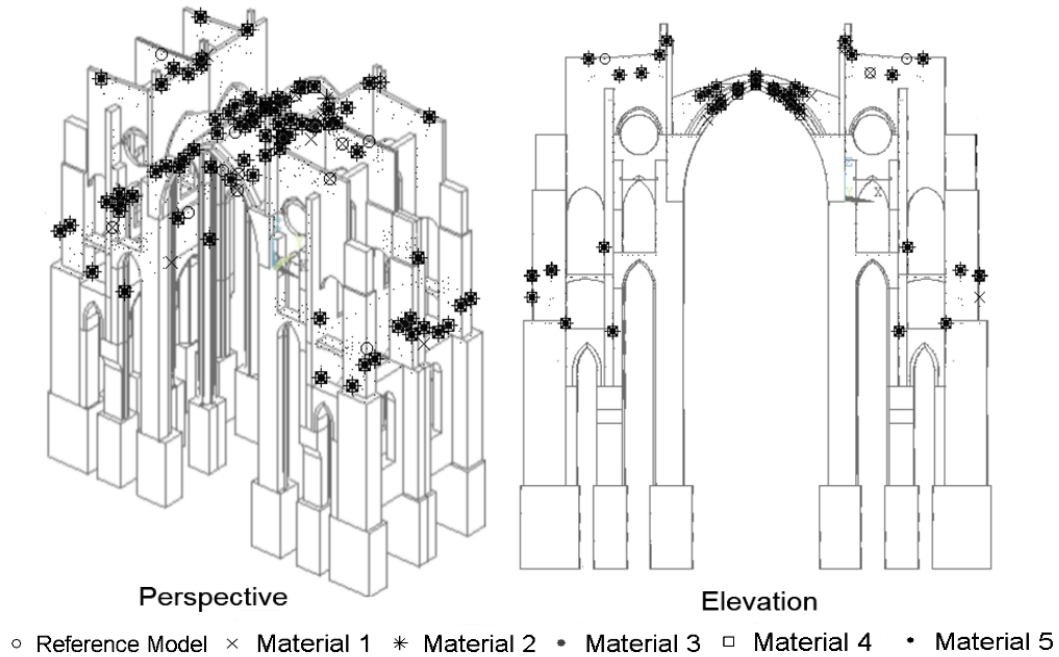 Z
Y
X
Perspective
Elevation
Reference Model × Material 1 Material 2 Material 3 Material 4 Material 5